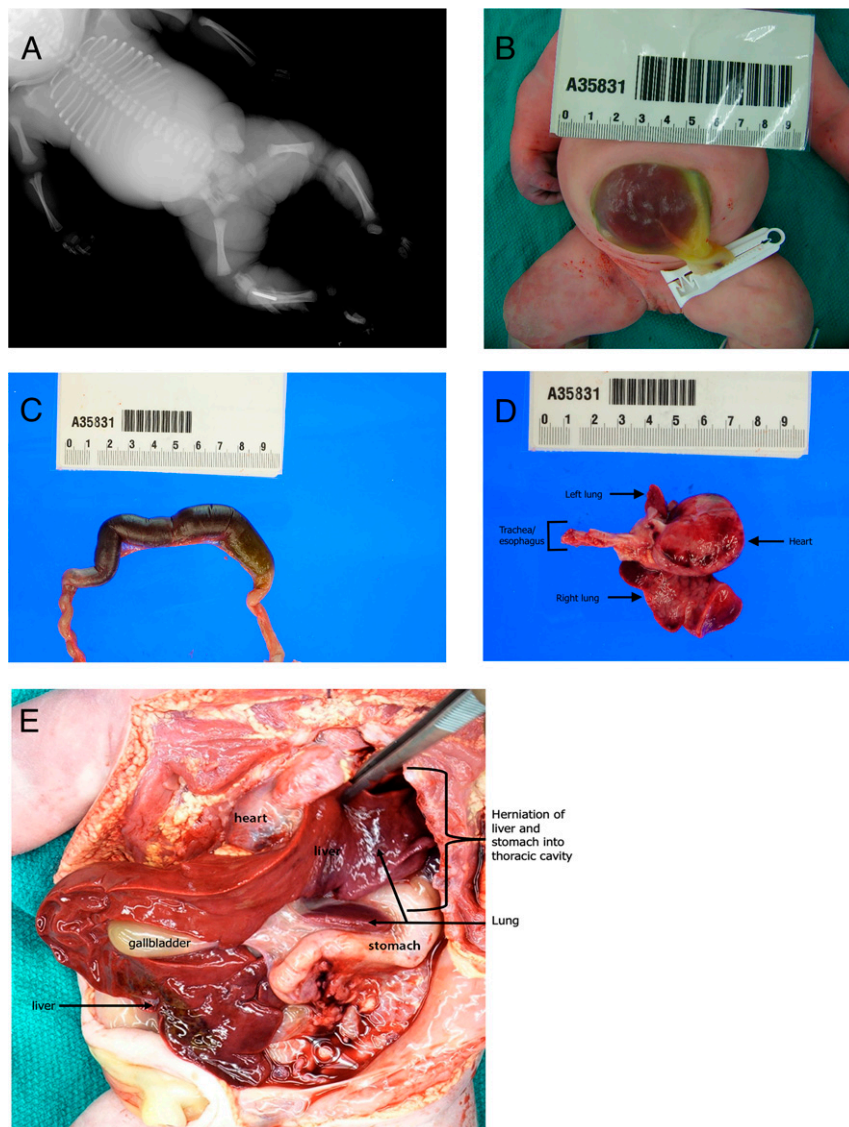 A
B
A35831
0 1 2 3 4 5 6 7 8 9
C
A35831
0 1 2 3 4 5 6 7 8 9
D
A35831
0 1 2 3 4 5 6 7 8 9
Left lung
Trachea/
esophagus
Heart
Right lung
E
heart
liver
Herniation of
liver and
stomach into
thoracic cavity
Lung
gallbladder
stomach
liver